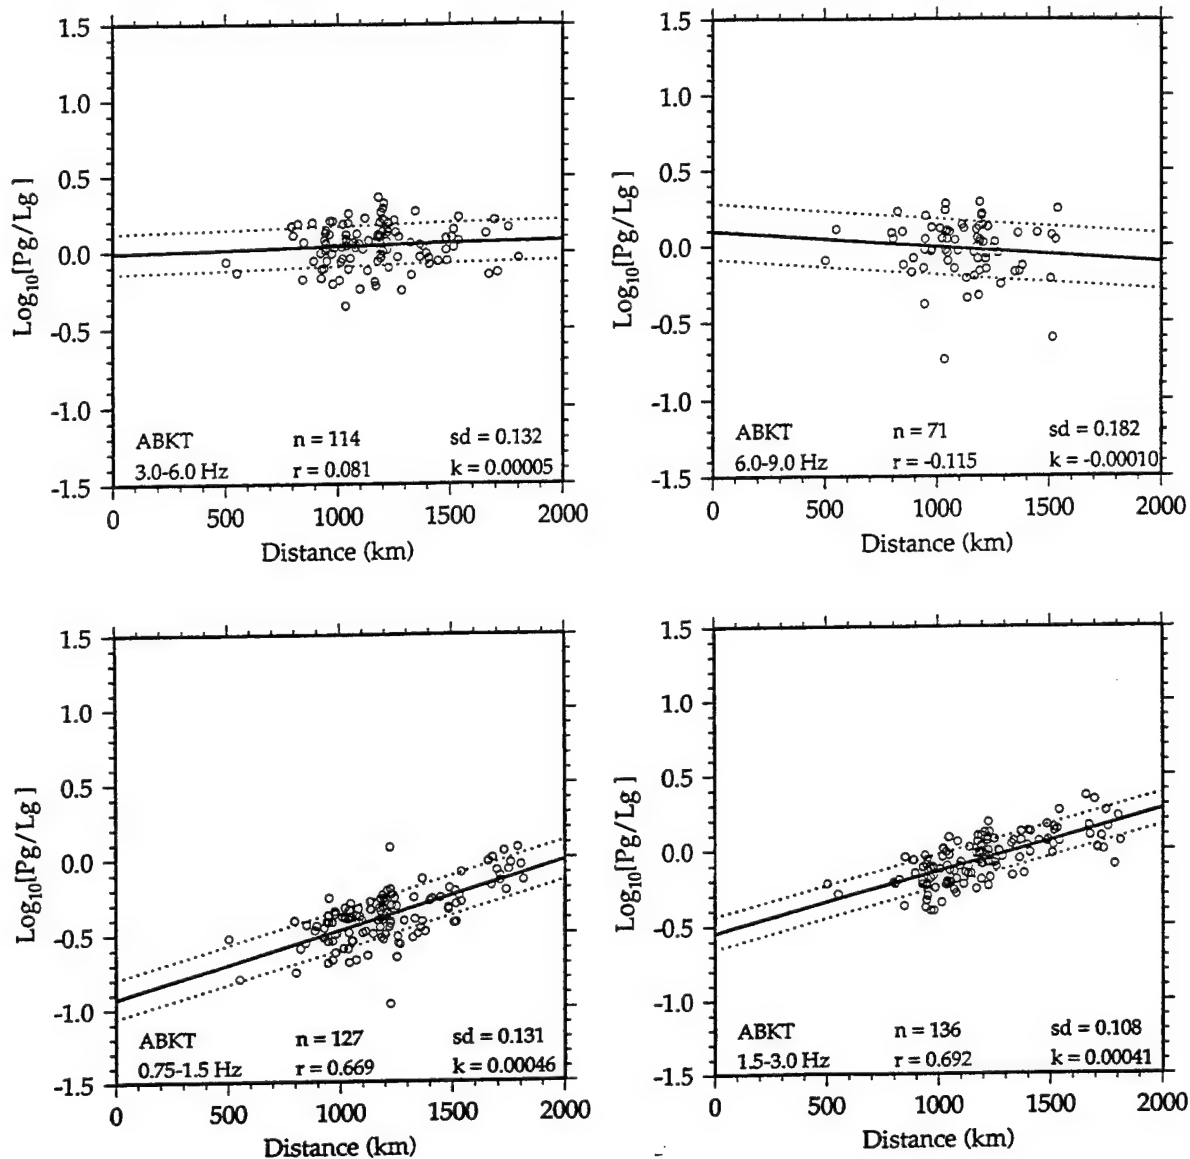 1.5
1.0
0.5
0.0
-0.5
-1.0
-1.5
Log10[Pg/Lg]
ABKT n = 114 sd = 0.132
3.0-6.0 Hz r = 0.081 k = 0.00005
0 500 1000 1500 2000
Distance (km)
1.5
1.0
0.5
0.0
-0.5
-1.0
-1.5
Log10[Pg/Lg]
ABKT n = 71 sd = 0.182
6.0-9.0 Hz r = -0.115 k = -0.00010
0 500 1000 1500 2000
Distance (km)
1.5
1.0
0.5
0.0
-0.5
-1.0
-1.5
Log10[Pg/Lg]
ABKT n = 127 sd = 0.131
0.75-1.5 Hz r = 0.669 k = 0.00046
0 500 1000 1500 2000
Distance (km)
1.5
1.0
0.5
0.0
-0.5
-1.0
-1.5
Log10[Pg/Lg]
ABKT n = 136 sd = 0.108
1.5-3.0 Hz r = 0.692 k = 0.00041
0 500 1000 1500 2000
Distance (km)